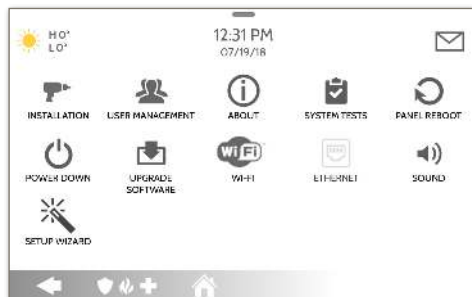 HO°
LO°
12:31 PM
07/19/18
INSTALLATION
USER MANAGEMENT
ABOUT
SYSTEM TESTS
PANEL REBOOT
WiFi
POWER DOWN
UPGRADE
SOFTWARE
WI-FI
ETHERNET
SOUND
SETUP WIZARD